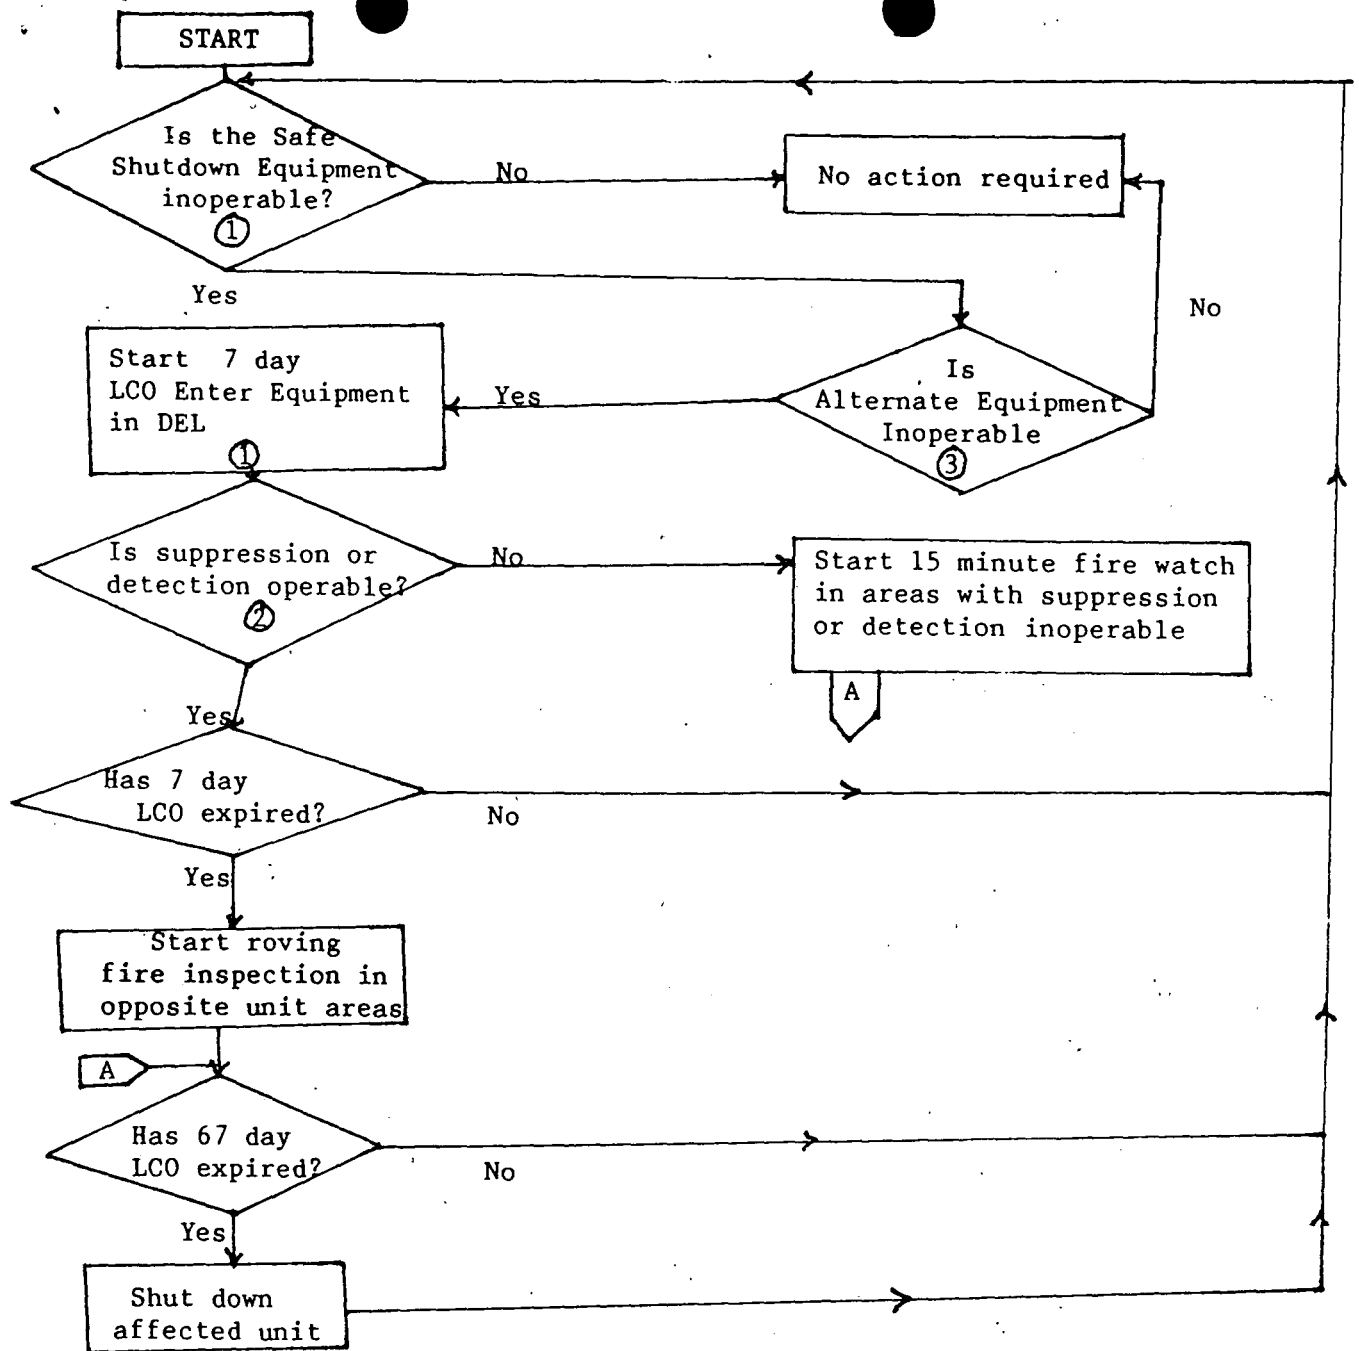 START
Is the Safe
Shutdown Equipment
inoperable?
1
No
No action required
Yes
No
Start 7 day
LCO Enter Equipment
in DEL
1
Yes
Is
Alternate Equipment
Inoperable
3
Is suppression or
detection operable?
2
No
Start 15 minute fire watch
in areas with suppression
or detection inoperable
A
Yes
Has 7 day
LCO expired?
No
Yes
Start roving
fire inspection in
opposite unit areas
A
Has 67 day
LCO expired?
No
Yes
Shut down
affected unit